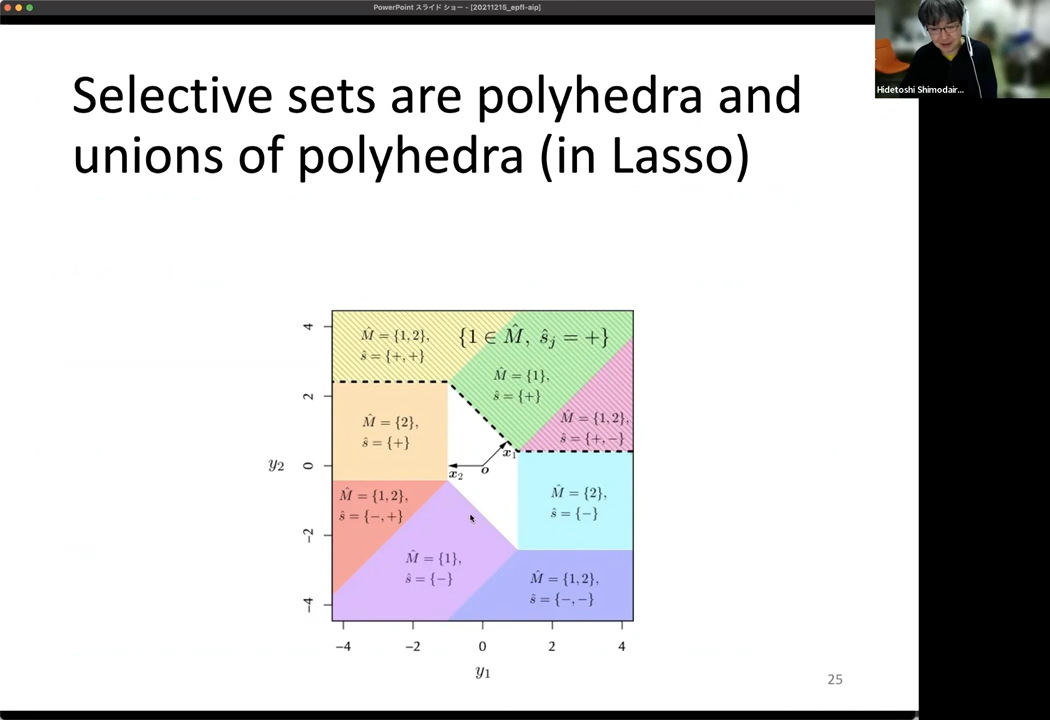 PowerPoint スライド ショー - [20211215_epfl-aip]
Hidetoshi Shimodair...
Selective sets are polyhedra and
unions of polyhedra (in Lasso)
M̂ = {1, 2},
ŝ = {+, +}
{1 ∈ M̂, ŝⱼ = +}
M̂ = {1},
ŝ = {+}
M̂ = {2},
ŝ = {+}
M̂ = {1, 2},
ŝ = {+, −}
x₁
x₂
o
M̂ = {1, 2},
ŝ = {−, +}
M̂ = {2},
ŝ = {−}
M̂ = {1},
ŝ = {−}
M̂ = {1, 2},
ŝ = {−, −}
4
2
0
−2
−4
y₂
−4 −2 0 2 4
y₁
25